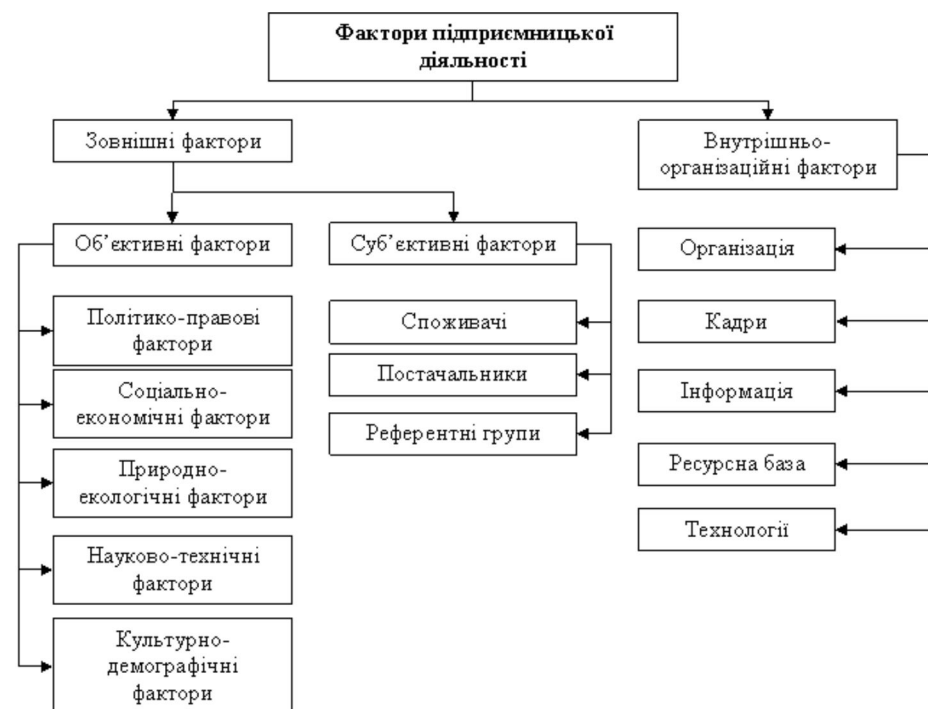 Фактори підприємницької
діяльності
Зовнішні фактори
Внутрішньо-
організаційні фактори
Об’єктивні фактори
Суб’єктивні фактори
Політико-правові
фактори
Соціально-
економічні фактори
Природно-
екологічні фактори
Науково-технічні
фактори
Культурно-
демографічні
фактори
Споживачі
Постачальники
Референтні групи
Організація
Кадри
Інформація
Ресурсна база
Технології